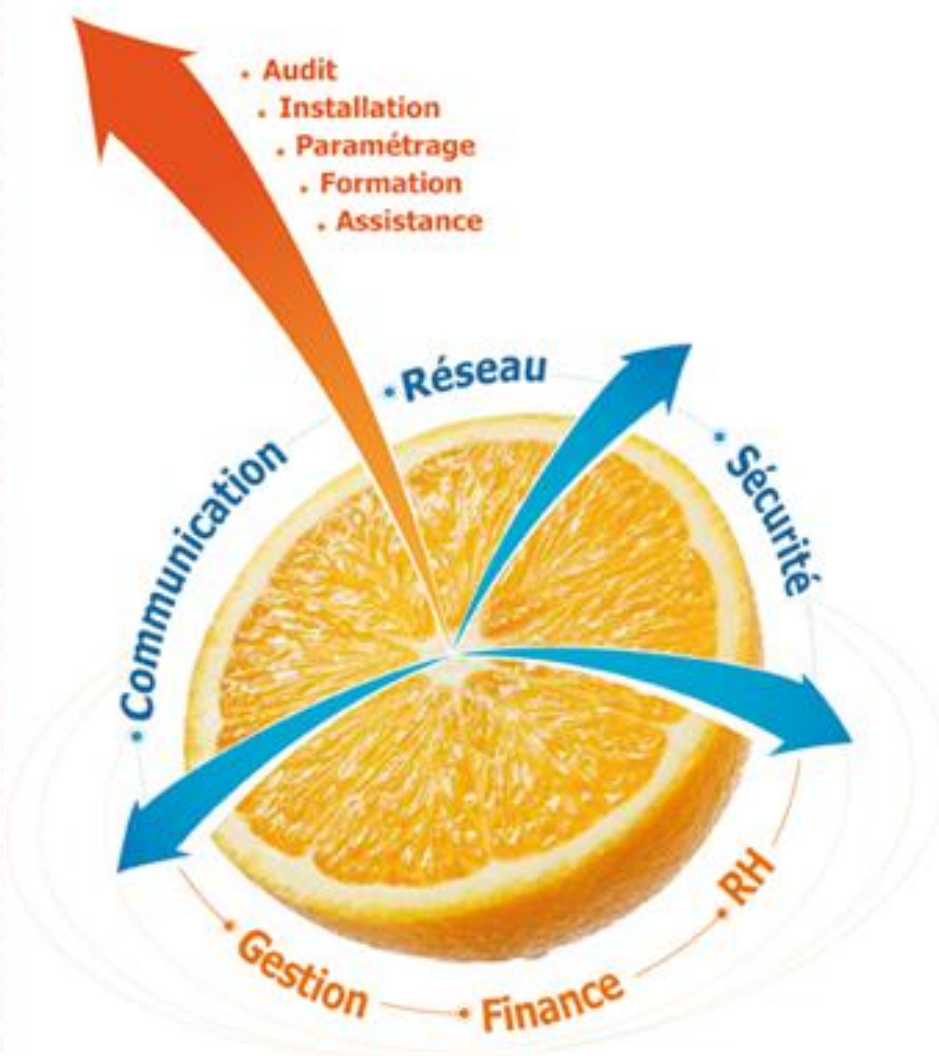 • Audit
• Installation
• Paramétrage
• Formation
• Assistance
• Réseau
• Sécurité
• Communication
• RH
• Gestion
• Finance